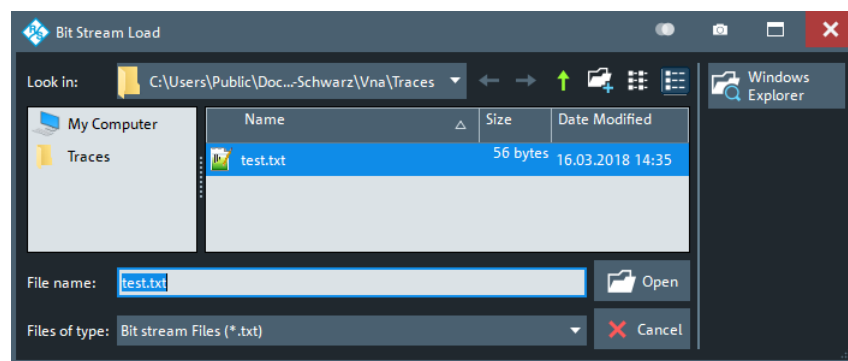 Bit Stream Load
Look in: C:\Users\Public\Doc...-Schwarz\Vna\Traces
Windows
Explorer
My Computer
Traces
Name Size Date Modified
test.txt 56 bytes 16.03.2018 14:35
File name: test.txt Open
Files of type: Bit stream Files (*.txt) Cancel